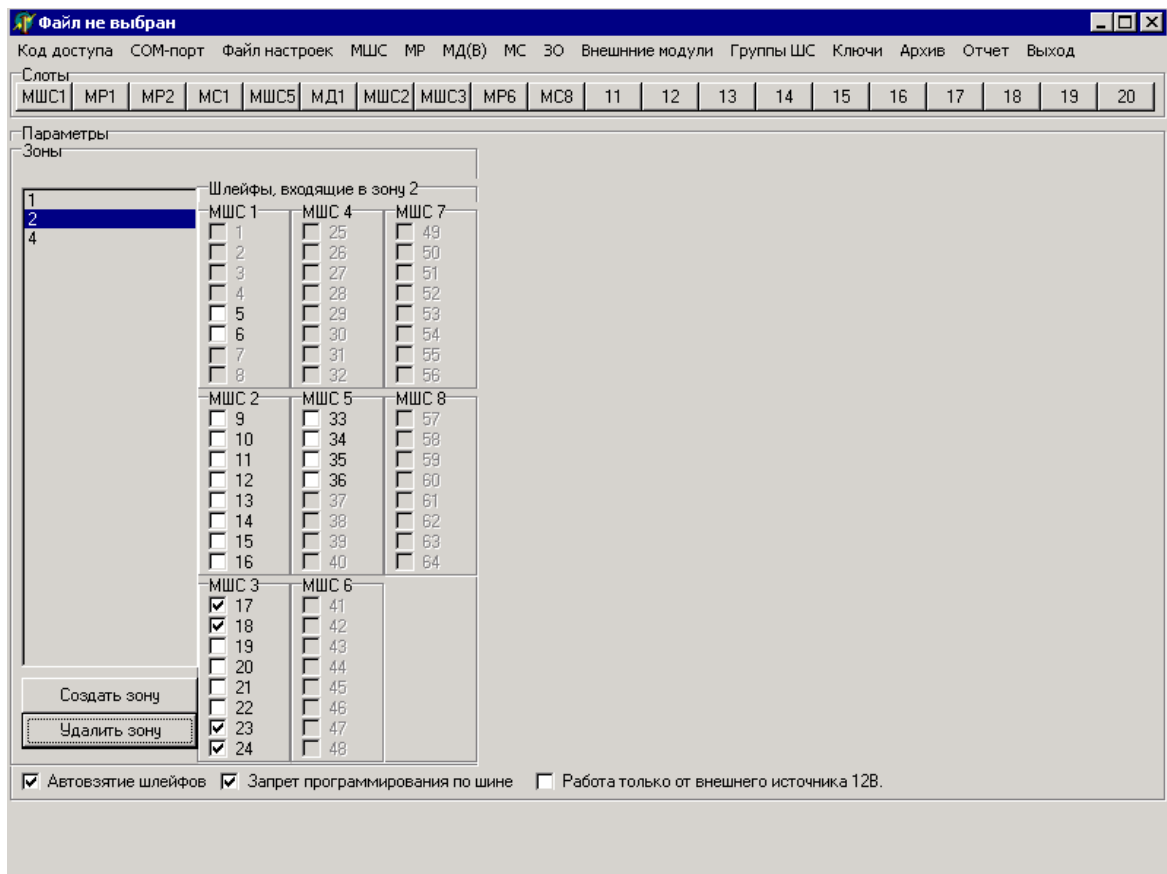 Файл не выбран
Код доступа COM-порт Файл настроек МШС МР МД(В) МС ЗО Внешнние модули Группы ШС Ключи Архив Отчет Выход
Слоты
МШС1 МР1 МР2 МС1 МШС5 МД1 МШС2 МШС3 МР6 МС8 11 12 13 14 15 16 17 18 19 20
Параметры
Зоны
1
2
4
Шлейфы, входящие в зону 2
МШС 1 МШС 4 МШС 7
1 25 49
2 26 50
3 27 51
4 28 52
5 29 53
6 30 54
7 31 55
8 32 56
МШС 2 МШС 5 МШС 8
9 33 57
10 34 58
11 35 59
12 36 60
13 37 61
14 38 62
15 39 63
16 40 64
МШС 3 МШС 6
17 41
18 42
19 43
20 44
21 45
22 46
23 47
24 48
Создать зону
Удалить зону
Автовзятие шлейфов Запрет программирования по шине Работа только от внешнего источника 12В.